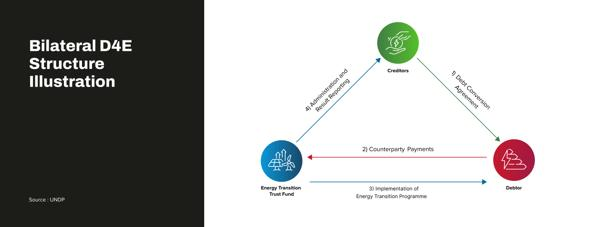 Bilateral D4E
Structure
Illustration
Source : UNDP
Creditors
1) Debt Conversion
Agreement
4) Administration and
Result Reporting
2) Counterparty Payments
Energy Transition
Trust Fund
Debtor
3) Implementation of
Energy Transition Programme